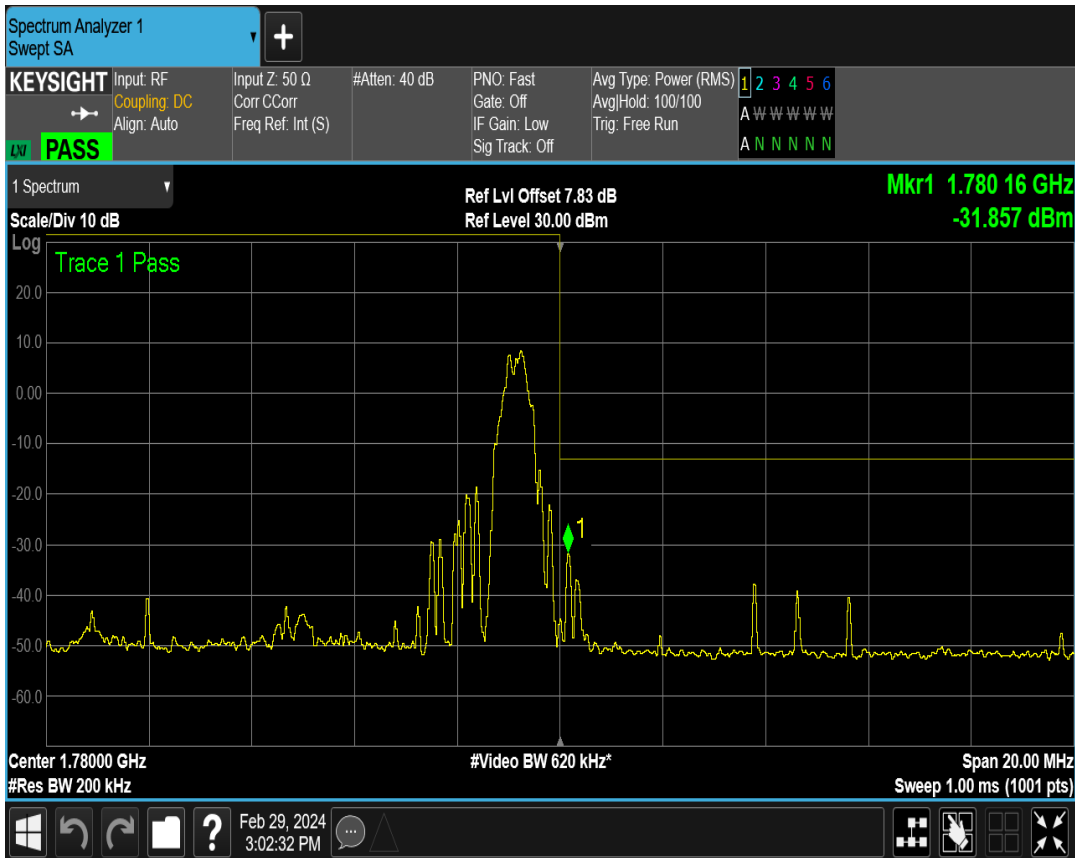 Spectrum Analyzer 1
Swept SA
+
KEYSIGHT
LXI PASS
Input: RF
Coupling: DC
Align: Auto
Input Z: 50 Ω
Corr CCorr
Freq Ref: Int (S)
#Atten: 40 dB
PNO: Fast
Gate: Off
IF Gain: Low
Sig Track: Off
Avg Type: Power (RMS)
Avg|Hold: 100/100
Trig: Free Run
1 2 3 4 5 6
A W W W W W
A N N N N N
1 Spectrum
Scale/Div 10 dB
Ref Lvl Offset 7.83 dB
Ref Level 30.00 dBm
Mkr1 1.780 16 GHz
-31.857 dBm
Log
Trace 1 Pass
20.0
10.0
0.00
-10.0
-20.0
-30.0
-40.0
-50.0
-60.0
1
Center 1.78000 GHz
#Res BW 200 kHz
#Video BW 620 kHz*
Span 20.00 MHz
Sweep 1.00 ms (1001 pts)
?
Feb 29, 2024
3:02:32 PM